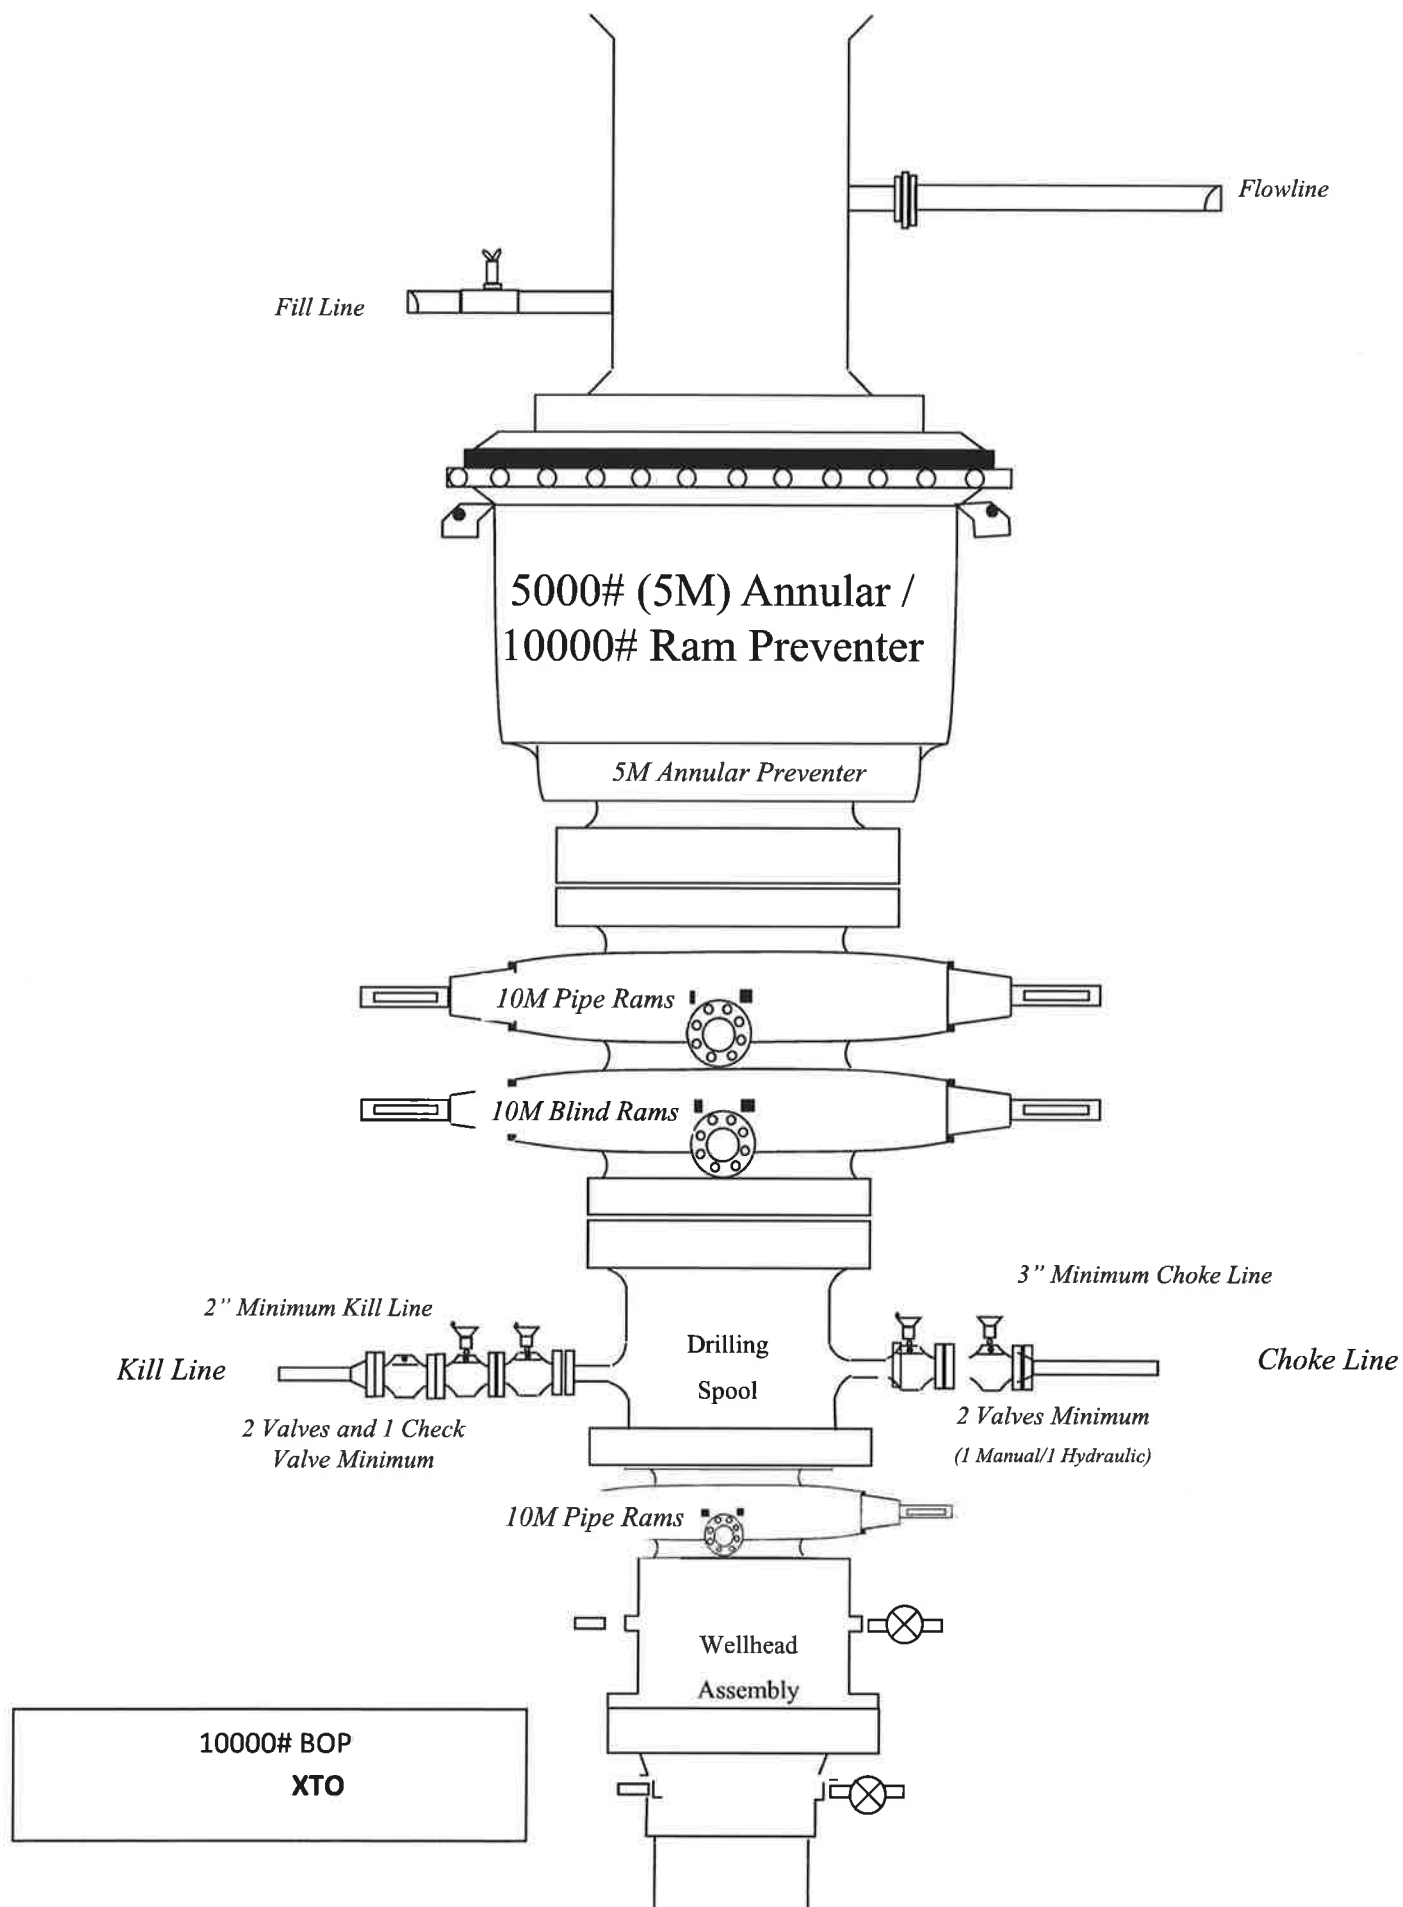 Flowline
Fill Line
5000# (5M) Annular /
10000# Ram Preventer
5M Annular Preventer
10M Pipe Rams
10M Blind Rams
3” Minimum Choke Line
2” Minimum Kill Line
Drilling
Spool
Kill Line
Choke Line
2 Valves and 1 Check
Valve Minimum
2 Valves Minimum
(1 Manual/1 Hydraulic)
10M Pipe Rams
Wellhead
Assembly
10000# BOP
XTO